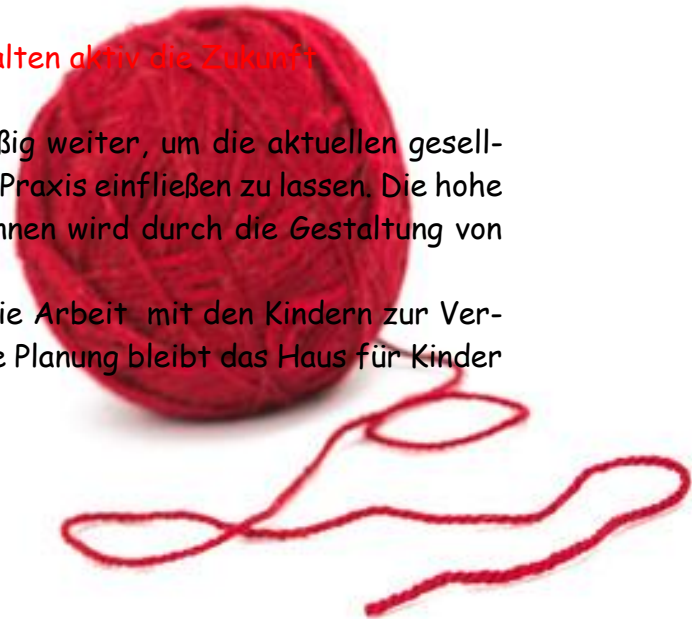 alten aktiv die Zukunft
ßig weiter, um die aktuellen gesell-
Praxis einfließen zu lassen. Die hohe
nnen wird durch die Gestaltung von
ie Arbeit mit den Kindern zur Ver-
e Planung bleibt das Haus für Kinder